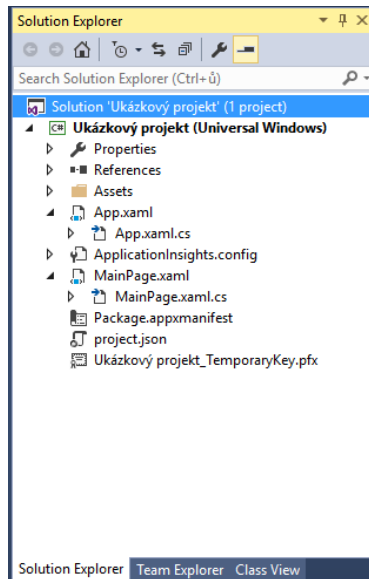 Solution Explorer
Search Solution Explorer (Ctrl+ů)
Solution 'Ukázkový projekt' (1 project)
C# Ukázkový projekt (Universal Windows)
Properties
References
Assets
App.xaml
App.xaml.cs
ApplicationInsights.config
MainPage.xaml
MainPage.xaml.cs
Package.appxmanifest
project.json
Ukázkový projekt_TemporaryKey.pfx
Solution Explorer Team Explorer Class View